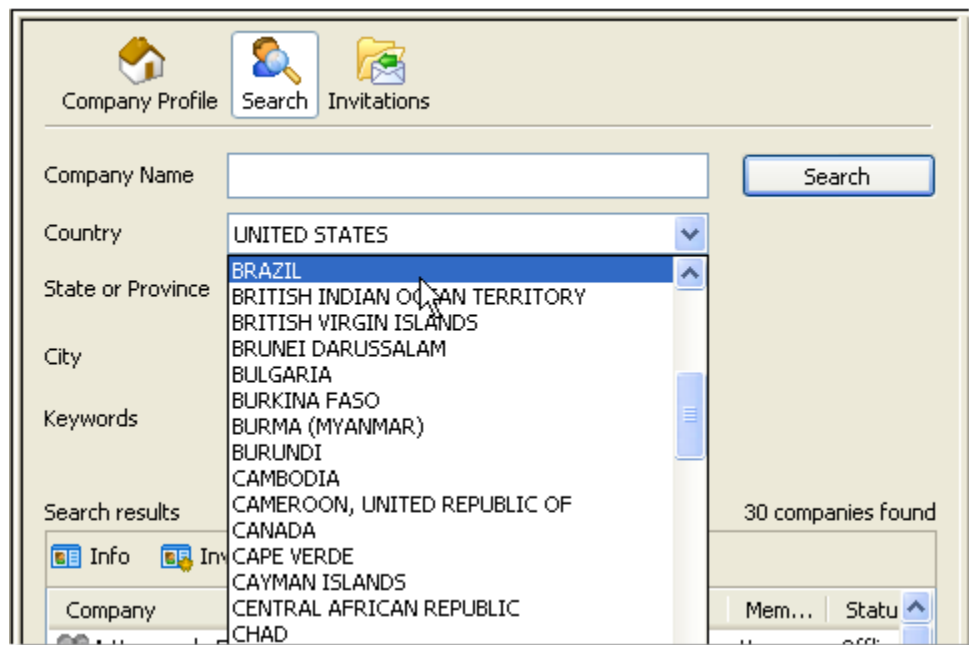 Company Profile Search Invitations
Company Name Search
Country UNITED STATES
BRAZIL
State or Province
BRITISH INDIAN OCEAN TERRITORY
BRITISH VIRGIN ISLANDS
BRUNEI DARUSSALAM
City
BULGARIA
BURKINA FASO
Keywords
BURMA (MYANMAR)
BURUNDI
CAMBODIA
CAMEROON, UNITED REPUBLIC OF
Search results 30 companies found
CANADA
Info
CAPE VERDE
CAYMAN ISLANDS
Company CENTRAL AFRICAN REPUBLIC Mem... Statu
CHAD